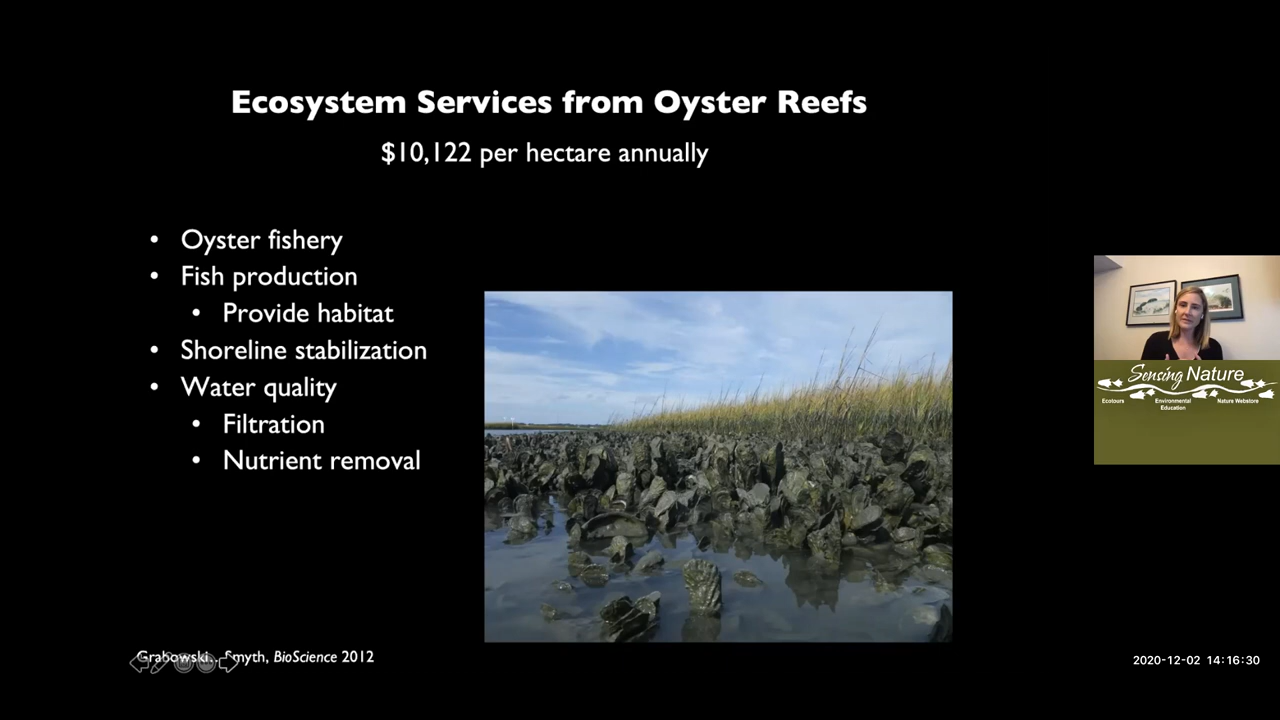 Ecosystem Services from Oyster Reefs
$10,122 per hectare annually
• Oyster fishery
• Fish production
• Provide habitat
• Shoreline stabilization
• Water quality
• Filtration
• Nutrient removal
Grabowski.. Smyth, BioScience 2012
Sensing Nature
Ecotours
Environmental
Education
Nature Webstore
2020-12-02 14:16:30